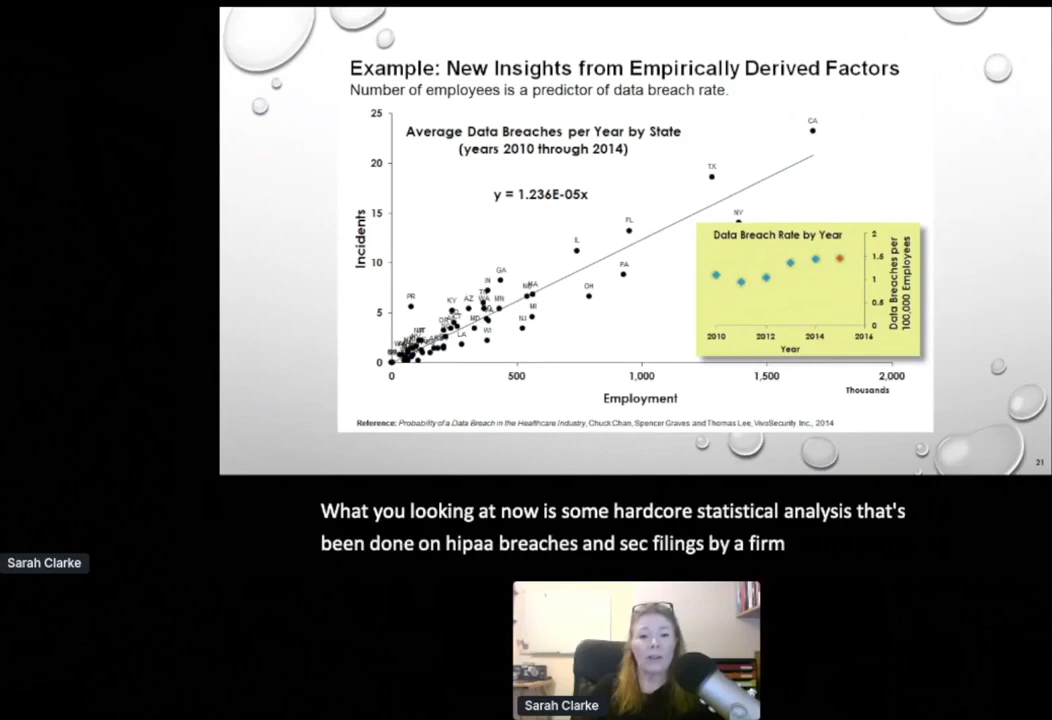 Example: New Insights from Empirically Derived Factors
Number of employees is a predictor of data breach rate.
25
Average Data Breaches per Year by State
(years 2010 through 2014)
CA
20
TX
y = 1.236E-05x
15
NY
FL
Incidents
IL
10
PA
GA
IN
OH
PR
KY
AZ
WA
MN
MI
5
MD
NJ
WI
LA
0
0
500
1,000
1,500
2,000
Thousands
Employment
Data Breach Rate by Year
2
1.5
1
0.5
0
2010
2012
2014
2016
Year
Data Breaches per
100,000 Employees
Reference: Probability of a Data Breach in the Healthcare Industry, Chuck Chan, Spencer Graves and Thomas Lee, VivoSecurity Inc., 2014
21
What you looking at now is some hardcore statistical analysis that's
been done on hipaa breaches and sec filings by a firm
Sarah Clarke
Sarah Clarke